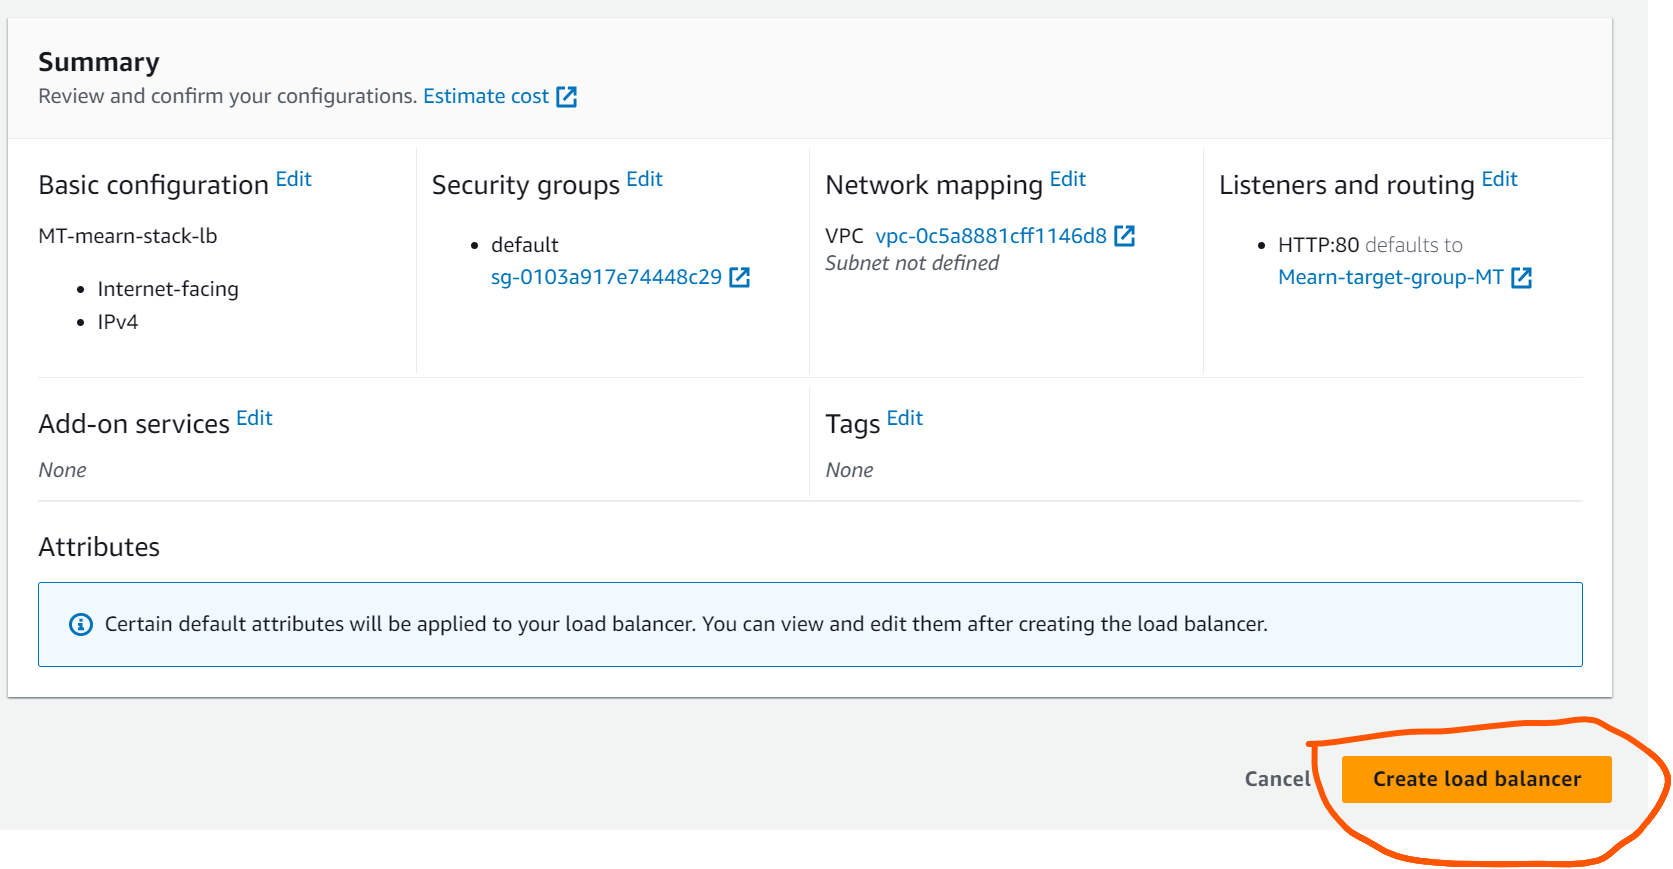 Summary
Review and confirm your configurations. Estimate cost
Basic configuration Edit
MT-mearn-stack-lb
• Internet-facing
• IPv4
Security groups Edit
• default
sg-0103a917e74448c29
Network mapping Edit
VPC vpc-0c5a8881cff1146d8
Subnet not defined
Listeners and routing Edit
• HTTP:80 defaults to
Mearn-target-group-MT
Add-on services Edit
None
Tags Edit
None
Attributes
Certain default attributes will be applied to your load balancer. You can view and edit them after creating the load balancer.
Cancel
Create load balancer